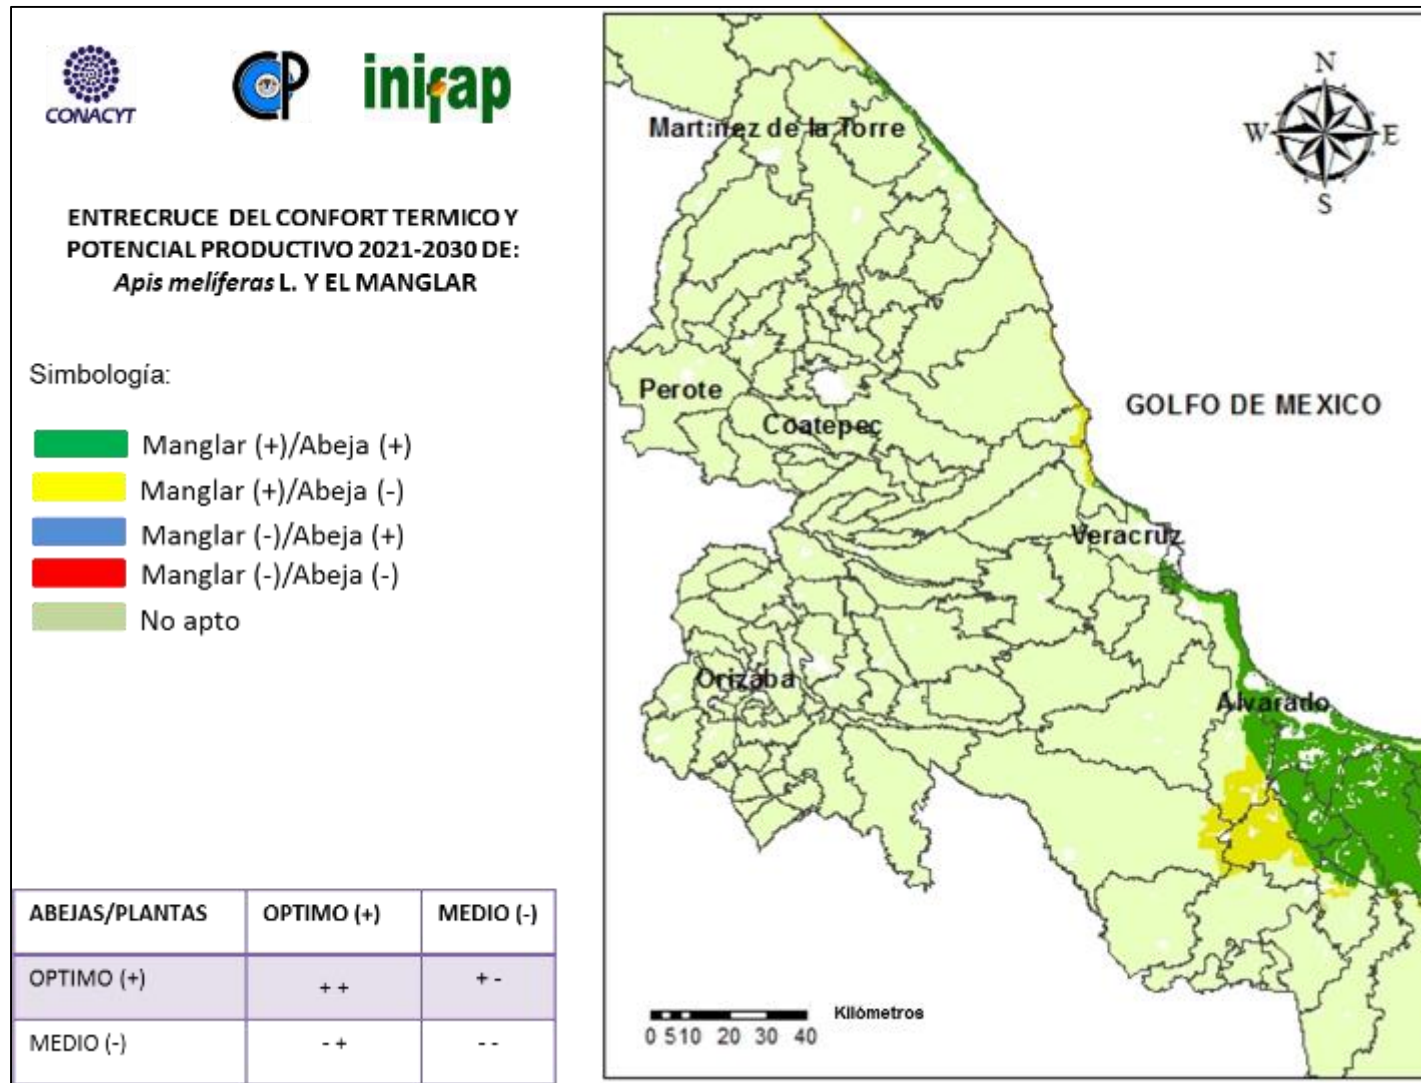 CONACYT
CP
inifap
ENTRECRUCE DEL CONFORT TERMICO Y
POTENCIAL PRODUCTIVO 2021-2030 DE:
Apis melíferas L. Y EL MANGLAR
Simbología:
Manglar (+)/Abeja (+)
Manglar (+)/Abeja (-)
Manglar (-)/Abeja (+)
Manglar (-)/Abeja (-)
No apto
ABEJAS/PLANTAS OPTIMO (+) MEDIO (-)
OPTIMO (+) + + + -
MEDIO (-) - + - -
N
W E
S
Martinez de la Torre
Perote
Coatepec
GOLFO DE MEXICO
Veracruz
Orizaba
Alvarado
Kilómetros
0 5 10 20 30 40